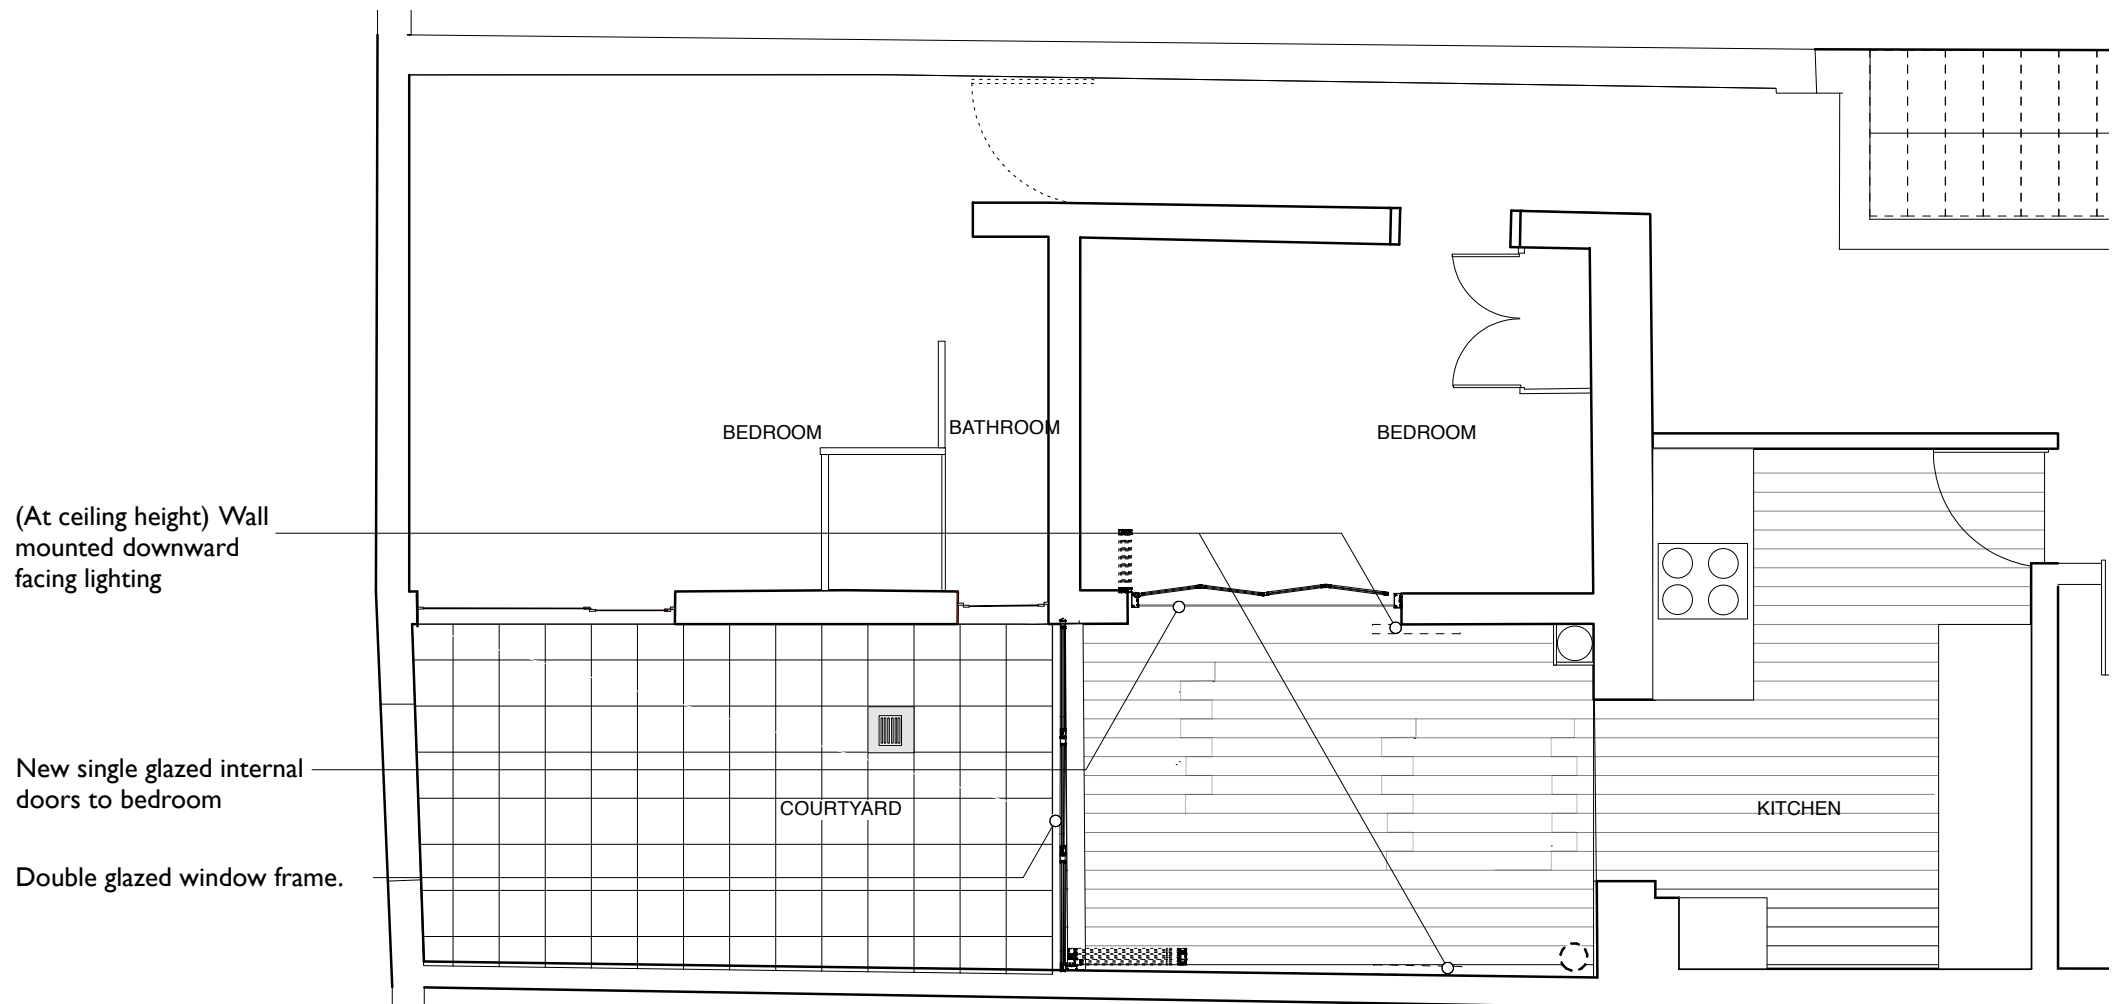 BEDROOM
BATHROOM
BEDROOM
(At ceiling height) Wall
mounted downward
facing lighting
New single glazed internal
doors to bedroom
COURTYARD
KITCHEN
Double glazed window frame.